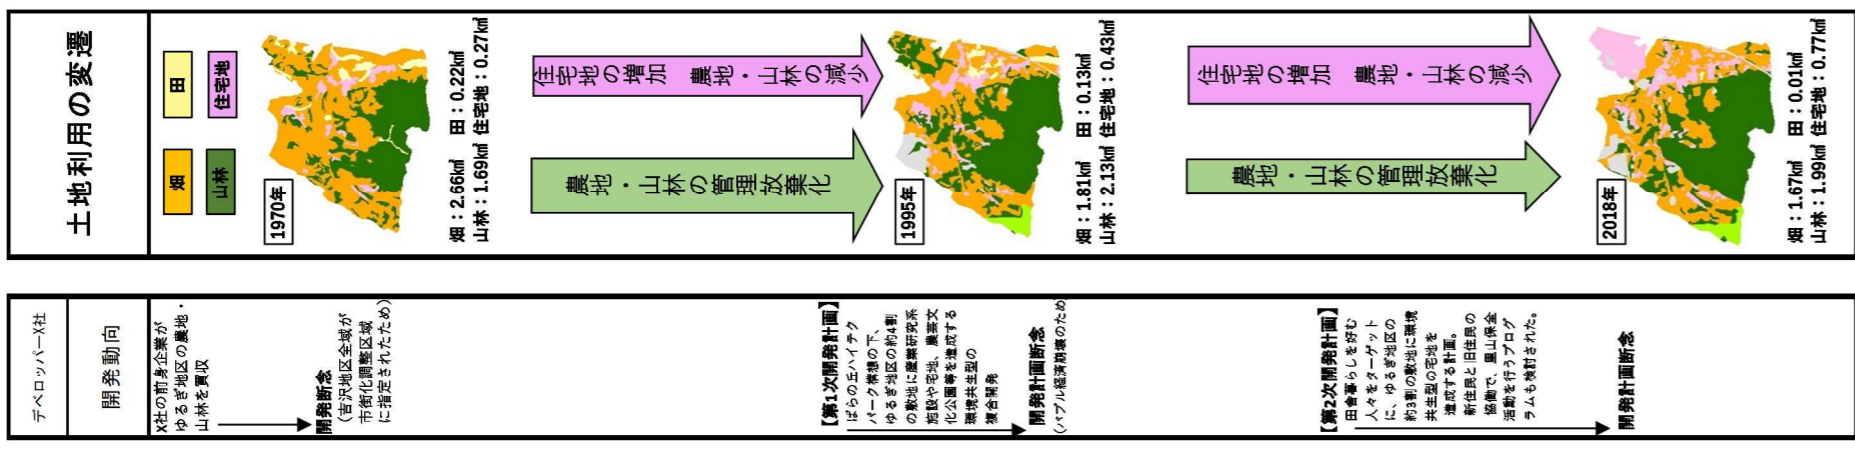 土地利用の変遷
田
住宅地
畑
山林
1970年
畑：2.66㎢　田：0.22㎢
山林：1.69㎢ 住宅地：0.27㎢
住宅地の増加　農地・山林の減少
農地・山林の管理放棄化
1995年
畑：1.81㎢　田：0.13㎢
山林：2.13㎢ 住宅地：0.43㎢
住宅地の増加　農地・山林の減少
農地・山林の管理放棄化
2018年
畑：1.67㎢　田：0.01㎢
山林：1.99㎢ 住宅地：0.77㎢
デベロッパーX社
開発動向
X社の前身企業が
ゆるぎ地区の農地・
山林を買収
開発断念
（吉沢地区全域が
市街化調整区域
に指定されたため）
【第1次開発計画】
ばらの丘ハイテク
パーク構想の下、
ゆるぎ地区の約4割
の敷地に産業研究系
施設や宅地、農芸文
化公園等を造成する
環境共生型の
複合開発
開発計画断念
（バブル経済崩壊のため）
【第2次開発計画】
田舎暮らしを好む
人々をターゲット
に、ゆるぎ地区の
約3割の敷地に環境
共生型の宅地を
造成する計画。
新住民と旧住民の
協働で、里山保全
活動を行うプログ
ラムも検討された。
開発計画断念